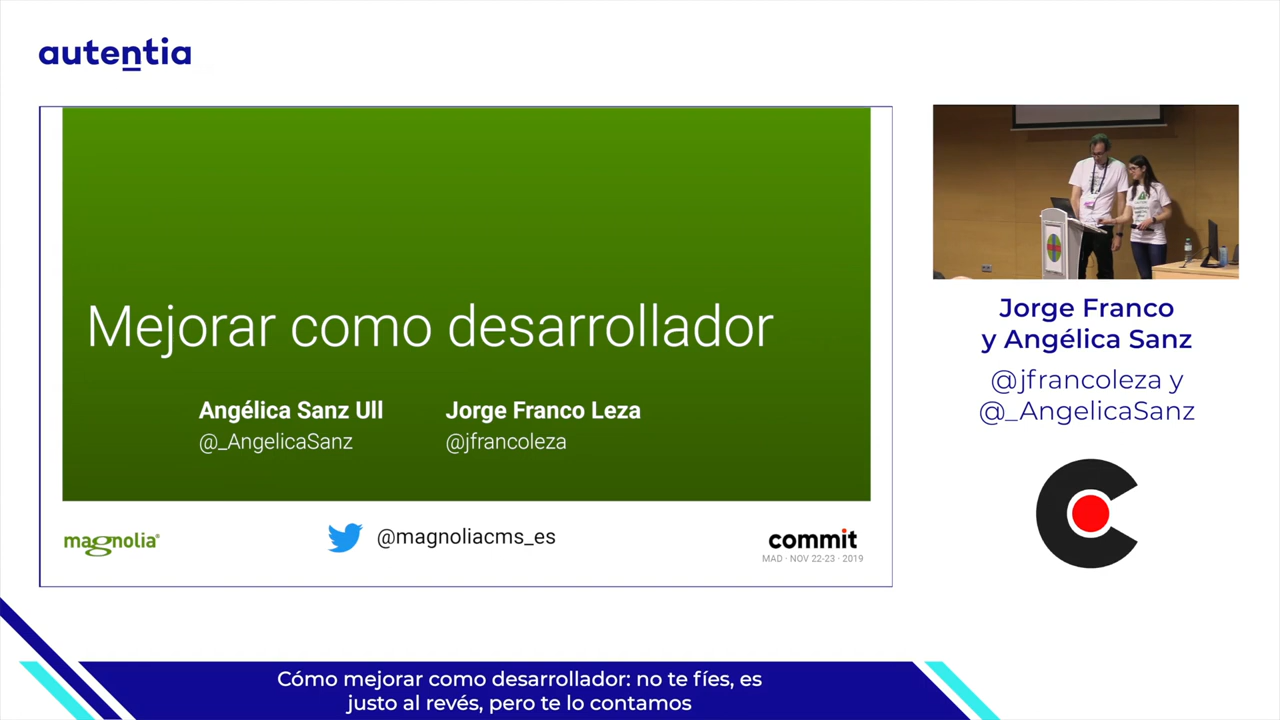 autentia
Mejorar como desarrollador
Angélica Sanz Ull
@_AngelicaSanz
Jorge Franco Leza
@jfrancoleza
magnolia®
@magnoliacms_es
commit
MAD · NOV 22-23 · 2019
Jorge Franco
y Angélica Sanz
@jfrancoleza y
@_AngelicaSanz
Cómo mejorar como desarrollador: no te fíes, es
justo al revés, pero te lo contamos